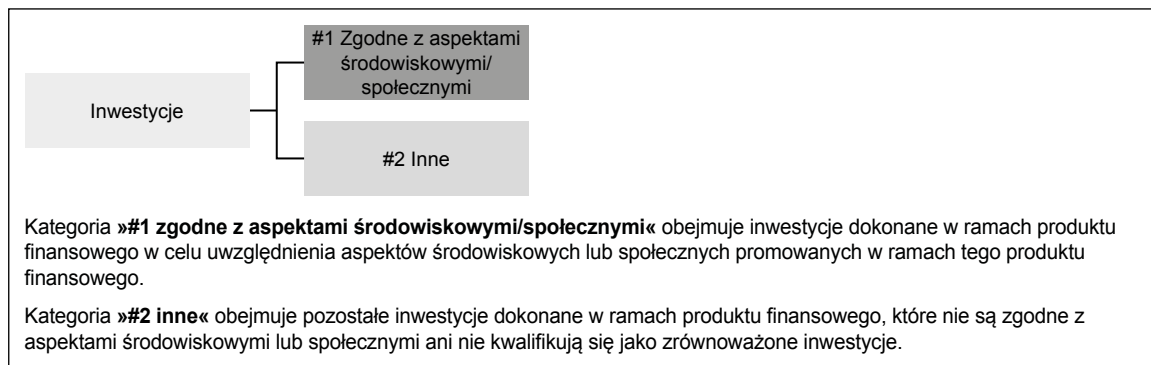 #1 Zgodne z aspektami
środowiskowymi/
społecznymi
Inwestycje
#2 Inne
Kategoria »#1 zgodne z aspektami środowiskowymi/społecznymi« obejmuje inwestycje dokonane w ramach produktu
finansowego w celu uwzględnienia aspektów środowiskowych lub społecznych promowanych w ramach tego produktu
finansowego.
Kategoria »#2 inne« obejmuje pozostałe inwestycje dokonane w ramach produktu finansowego, które nie są zgodne z
aspektami środowiskowymi lub społecznymi ani nie kwalifikują się jako zrównoważone inwestycje.